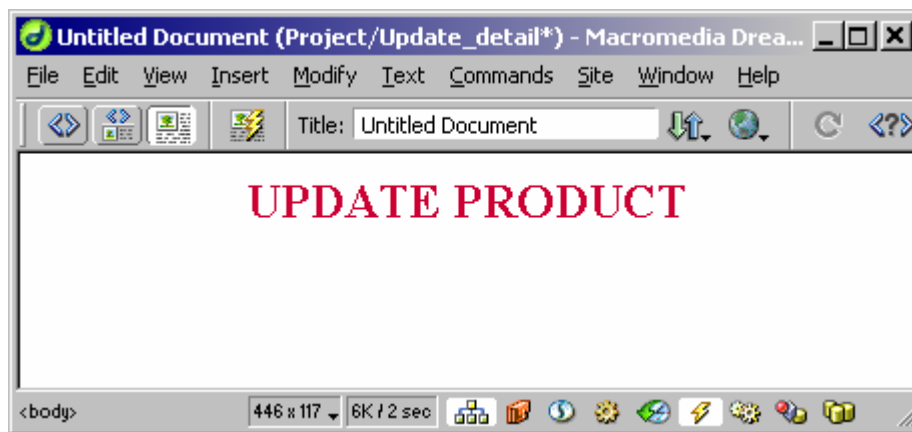 Untitled Document (Project/Update_detail*) - Macromedia Drea...
File Edit View Insert Modify Text Commands Site Window Help
Title: Untitled Document
UPDATE PRODUCT
<body> 446 x 117 6K / 2 sec